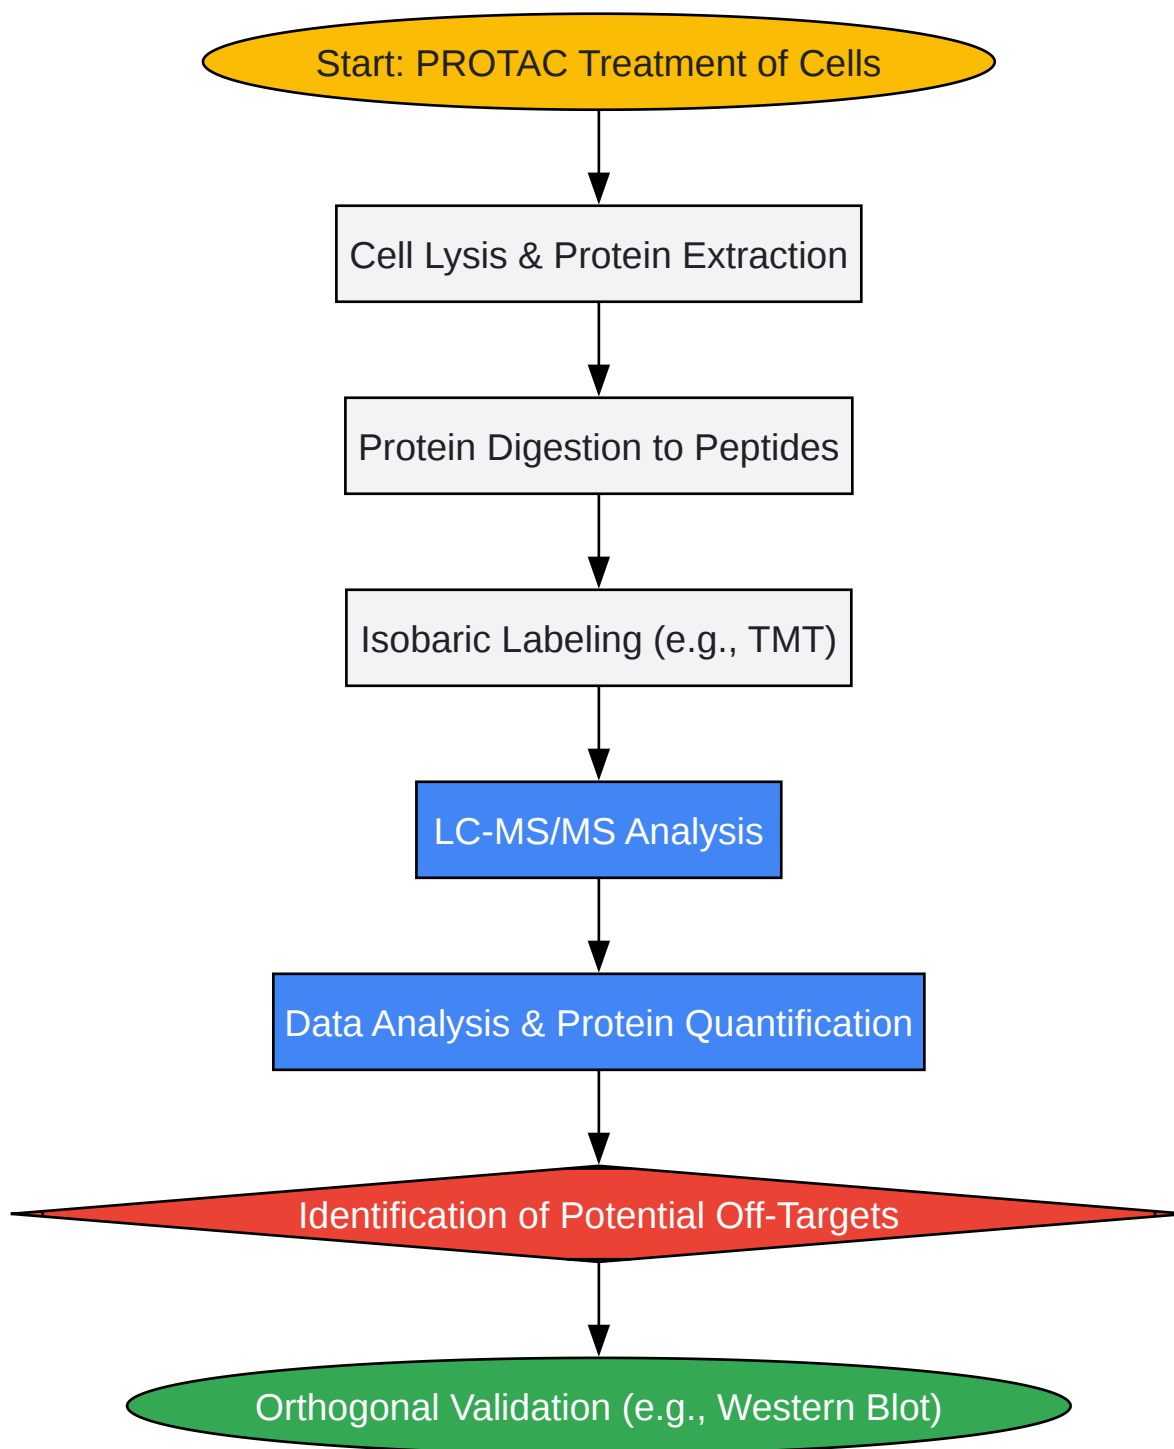 Start: PROTAC Treatment of Cells
Cell Lysis & Protein Extraction
Protein Digestion to Peptides
Isobaric Labeling (e.g., TMT)
LC-MS/MS Analysis
Data Analysis & Protein Quantification
Identification of Potential Off-Targets
Orthogonal Validation (e.g., Western Blot)